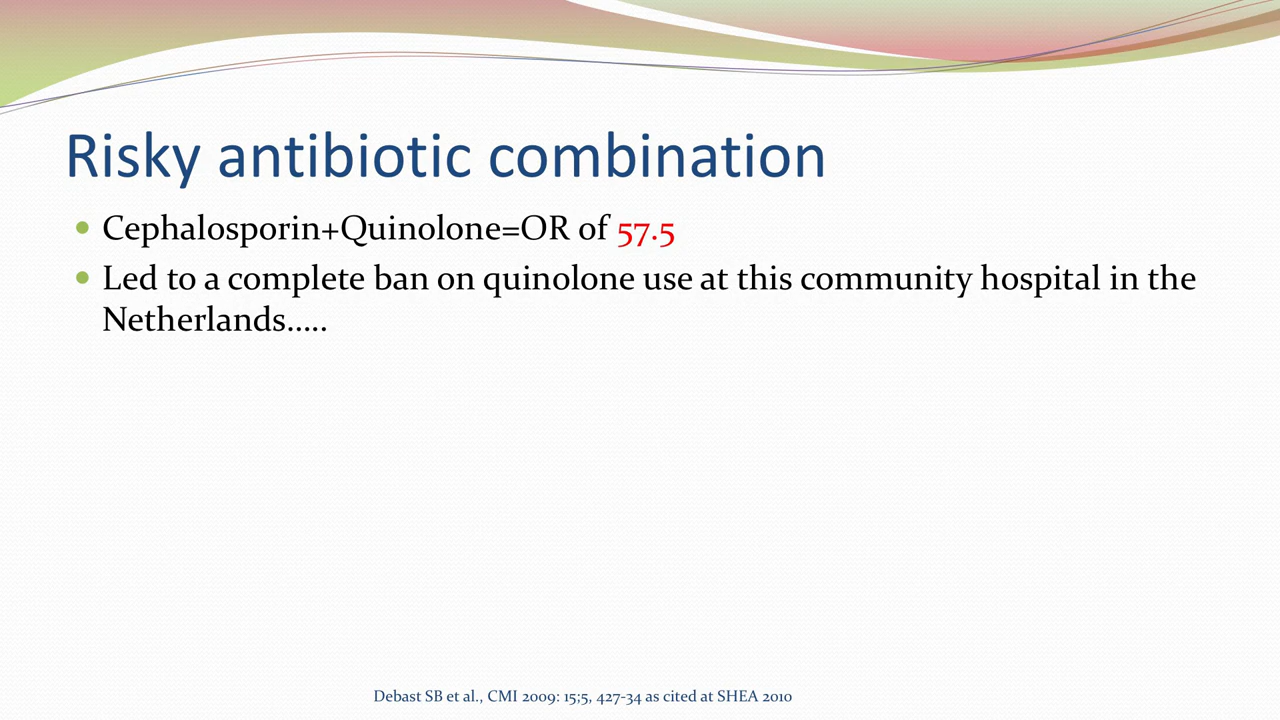 Risky antibiotic combination
Cephalosporin+Quinolone=OR of 57.5
Led to a complete ban on quinolone use at this community hospital in the
Netherlands.....
Debast SB et al., CMI 2009: 15;5, 427-34 as cited at SHEA 2010